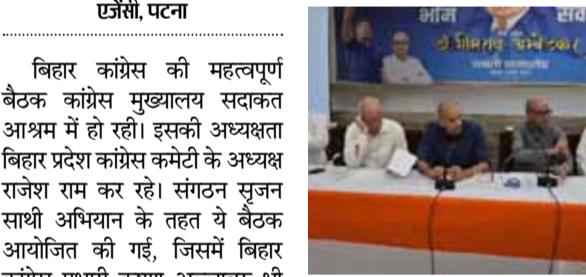 एजेंसी, पटना
बिहार कांग्रेस की महत्वपूर्ण
बैठक कांग्रेस मुख्यालय सदाकत
आश्रम में हो रही। इसकी अध्यक्षता
बिहार प्रदेश कांग्रेस कमेटी के अध्यक्ष
राजेश राम कर रहे। संगठन सृजन
साथी अभियान के तहत ये बैठक
आयोजित की गई, जिसमें बिहार
भीम